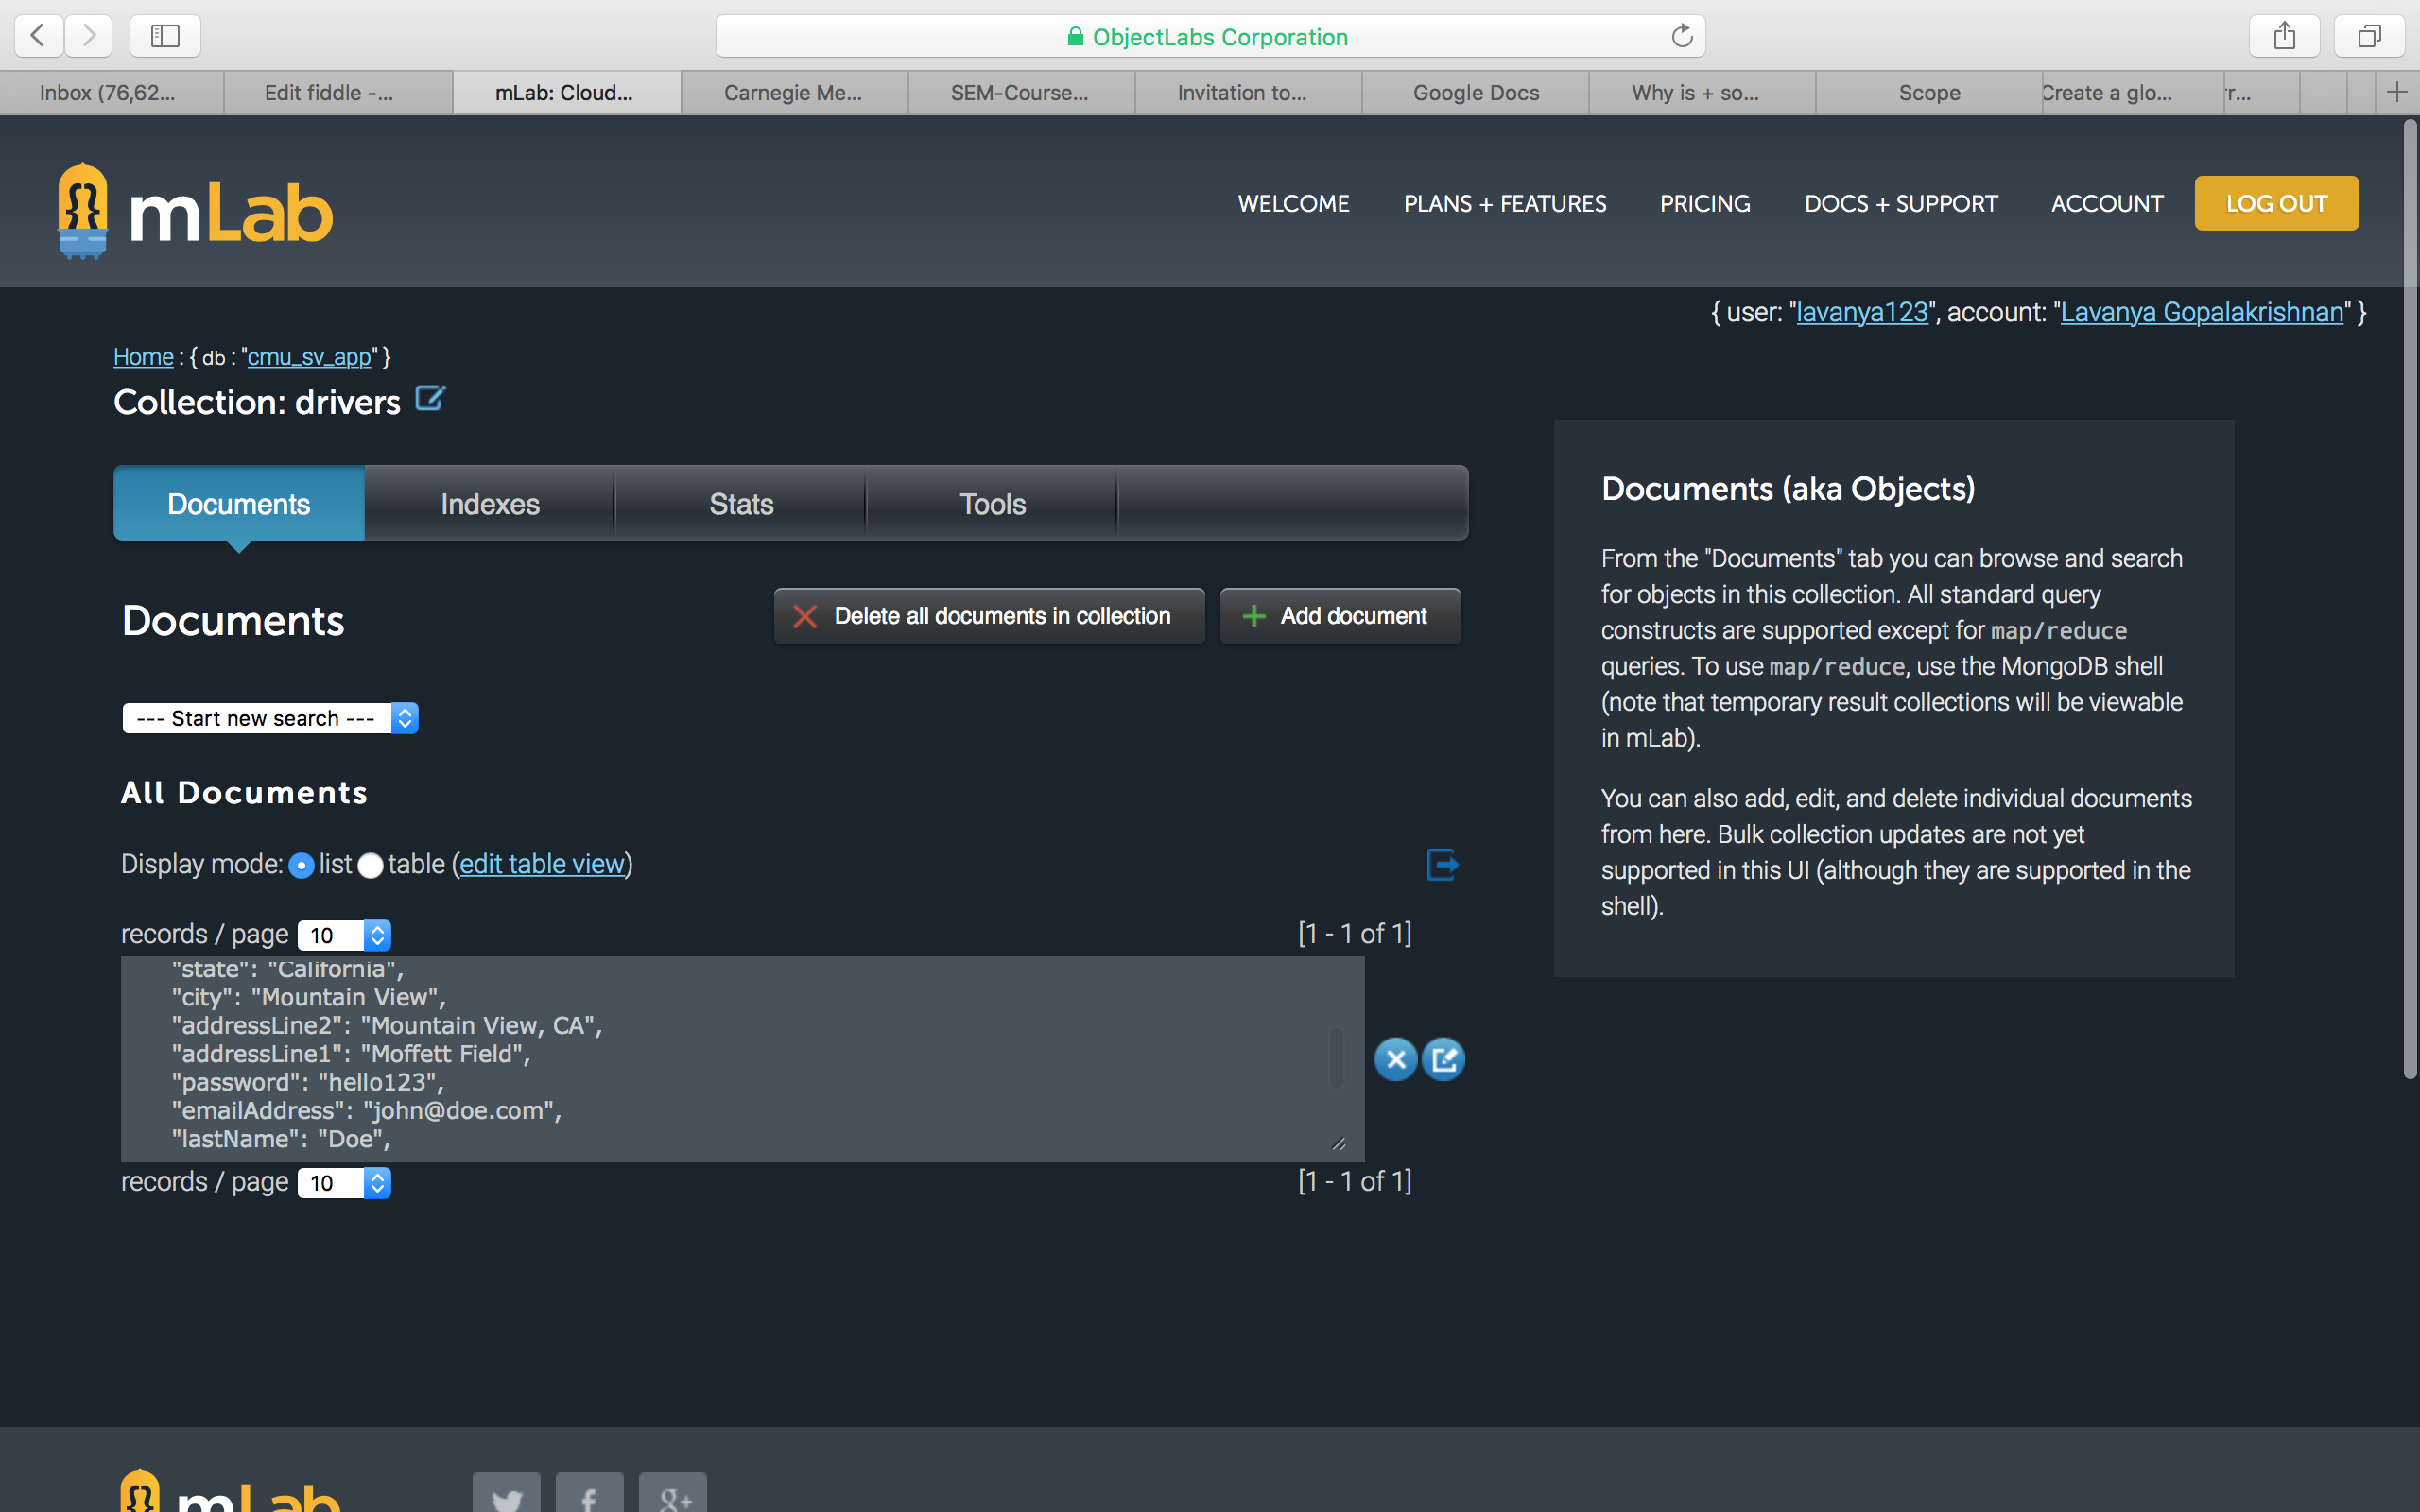 ObjectLabs Corporation
Inbox (76,62...
Edit fiddle -...
mLab: Cloud...
Carnegie Me...
SEM-Course...
Invitation to...
Google Docs
Why is + so...
Scope
Create a glo...
r...
mLab
WELCOME
PLANS + FEATURES
PRICING
DOCS + SUPPORT
ACCOUNT
LOG OUT
{ user: "lavanya123", account: "Lavanya Gopalakrishnan" }
Home : { db : "cmu_sv_app" }
Collection: drivers
Documents
Indexes
Stats
Tools
Documents
Delete all documents in collection
Add document
--- Start new search ---
All Documents
Display mode: list table (edit table view)
records / page 10
[1 - 1 of 1]
"state": "California",
"city": "Mountain View",
"addressLine2": "Mountain View, CA",
"addressLine1": "Moffett Field",
"password": "hello123",
"emailAddress": "john@doe.com",
"lastName": "Doe",
records / page 10
[1 - 1 of 1]
Documents (aka Objects)
From the "Documents" tab you can browse and search
for objects in this collection. All standard query
constructs are supported except for map/reduce
queries. To use map/reduce, use the MongoDB shell
(note that temporary result collections will be viewable
in mLab).
You can also add, edit, and delete individual documents
from here. Bulk collection updates are not yet
supported in this UI (although they are supported in the
shell).
mLab
f
g+